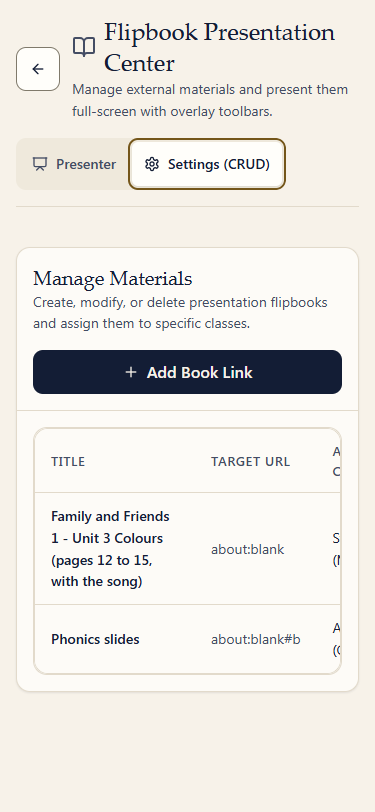 Flipbook Presentation
Center
Manage external materials and present them
full-screen with overlay toolbars.
Presenter
Settings (CRUD)
Manage Materials
Create, modify, or delete presentation flipbooks
and assign them to specific classes.
+ Add Book Link
TITLE
TARGET URL
Family and Friends
1 - Unit 3 Colours
(pages 12 to 15,
with the song)
about:blank
Phonics slides
about:blank#b